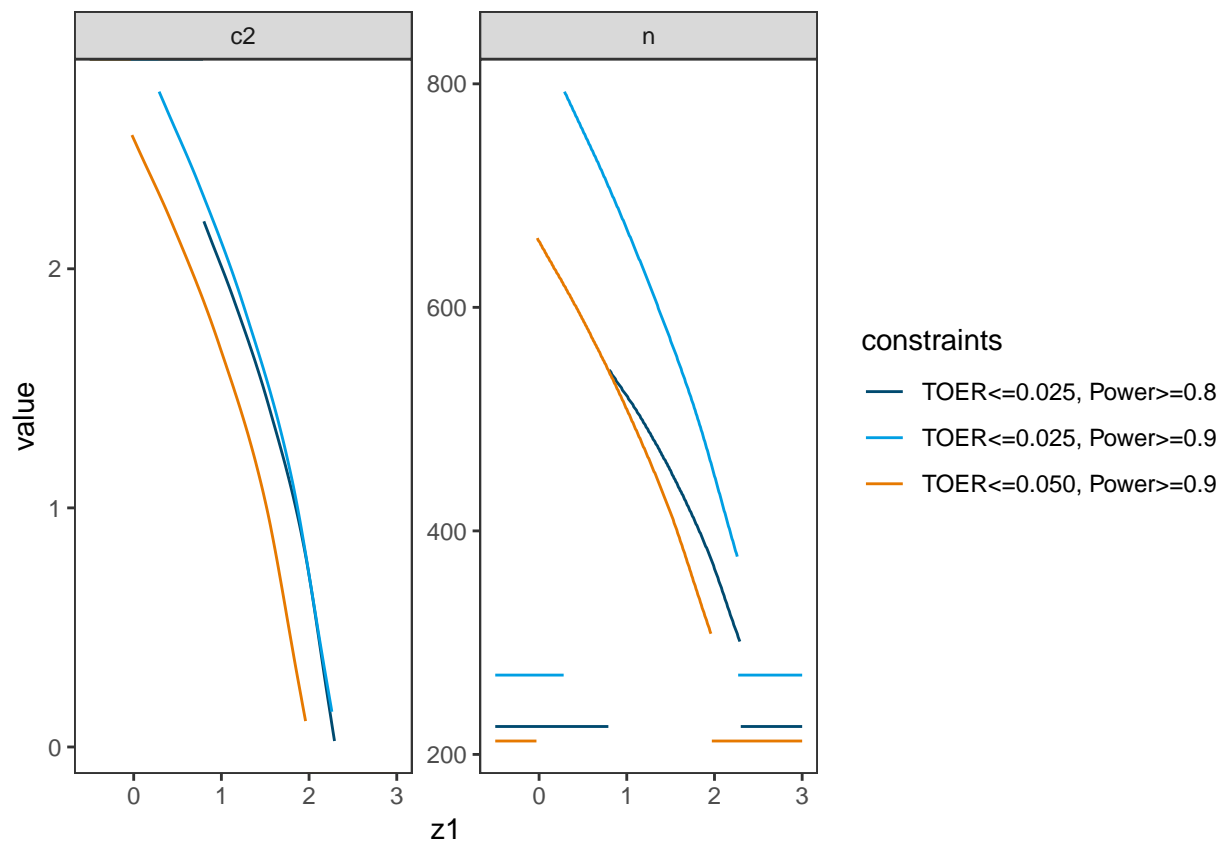 c2
n
value
2
1
0
800
600
400
200
0 1 2 3
0 1 2 3
z1
constraints
TOER<=0.025, Power>=0.8
TOER<=0.025, Power>=0.9
TOER<=0.050, Power>=0.9